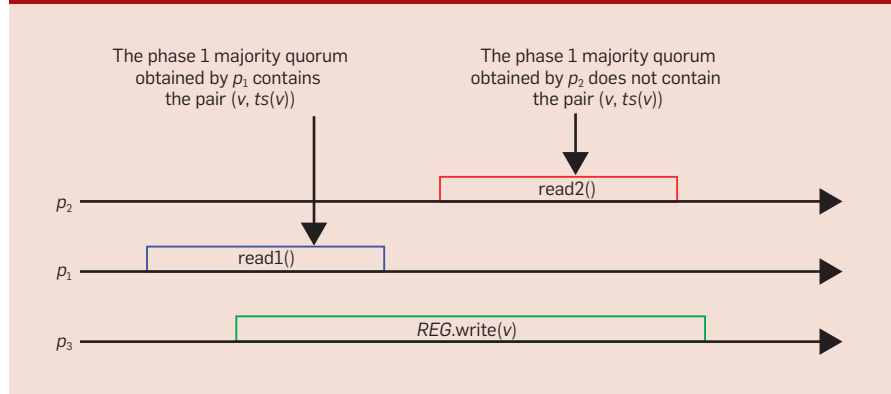 The phase 1 majority quorum
obtained by p₁ contains
the pair (v, ts(v))
The phase 1 majority quorum
obtained by p₂ does not contain
the pair (v, ts(v))
p₂
read2()
p₁
read1()
p₃
REG.write(v)